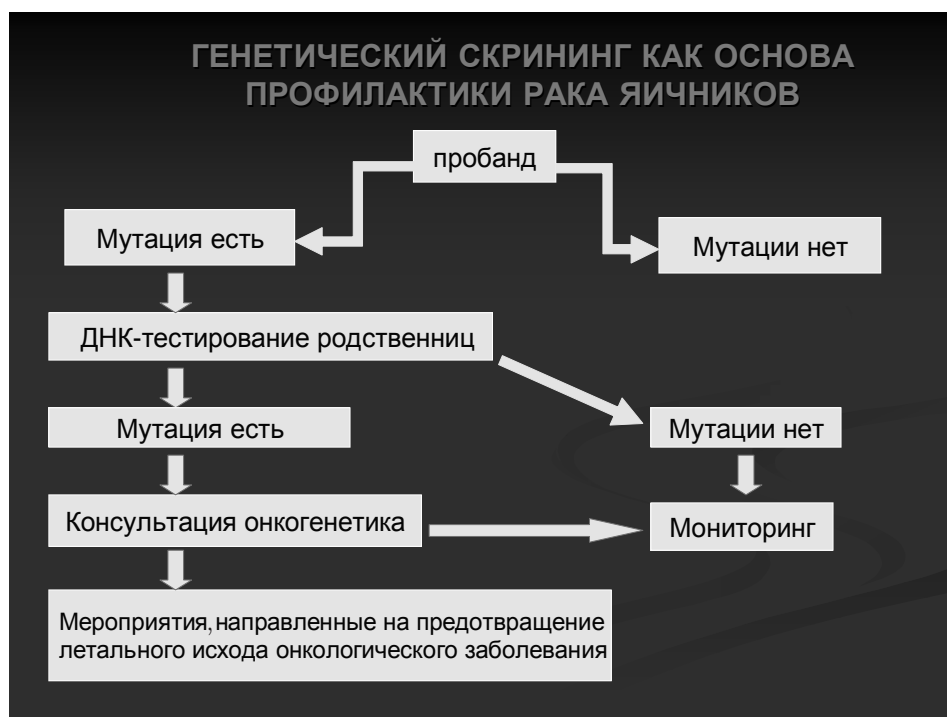 ГЕНЕТИЧЕСКИЙ СКРИНИНГ КАК ОСНОВА
ПРОФИЛАКТИКИ РАКА ЯИЧНИКОВ
пробанд
Мутация есть
Мутации нет
ДНК-тестирование родственниц
Мутация есть
Мутации нет
Консультация онкогенетика
Мониторинг
Мероприятия, направленные на предотвращение
летального исхода онкологического заболевания